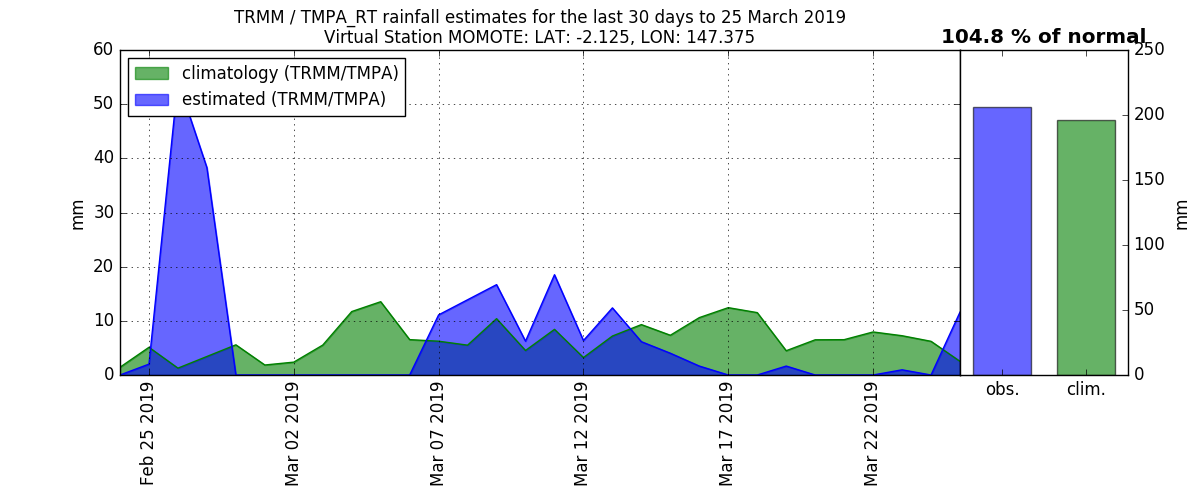 TRMM / TMPA_RT rainfall estimates for the last 30 days to 25 March 2019
Virtual Station MOMOTE: LAT: -2.125, LON: 147.375
104.8 % of normal
climatology (TRMM/TMPA)
estimated (TRMM/TMPA)
60
50
40
30
20
10
0
mm
250
200
150
100
50
0
mm
Feb 25 2019
Mar 02 2019
Mar 07 2019
Mar 12 2019
Mar 17 2019
Mar 22 2019
obs.
clim.